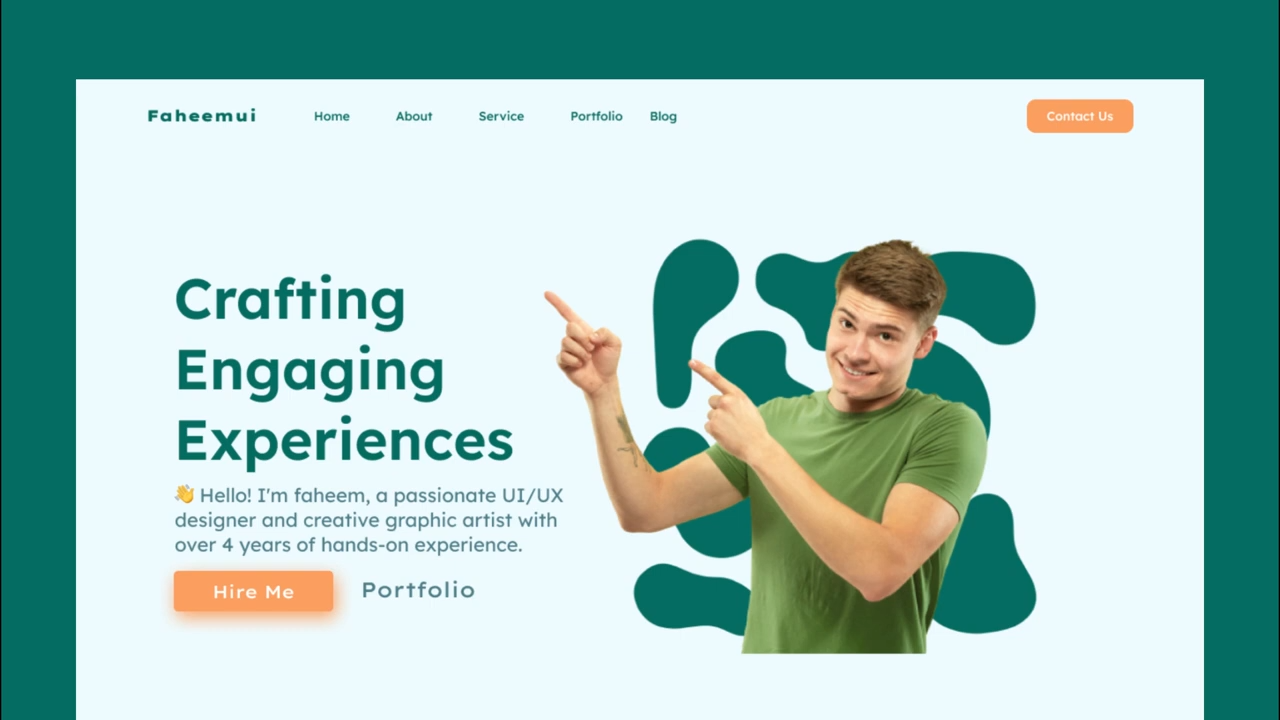 Faheemui Home About Service Portfolio Blog Contact Us
Crafting
Engaging
Experiences
👋 Hello! I'm faheem, a passionate UI/UX
designer and creative graphic artist with
over 4 years of hands-on experience.
Hire Me Portfolio